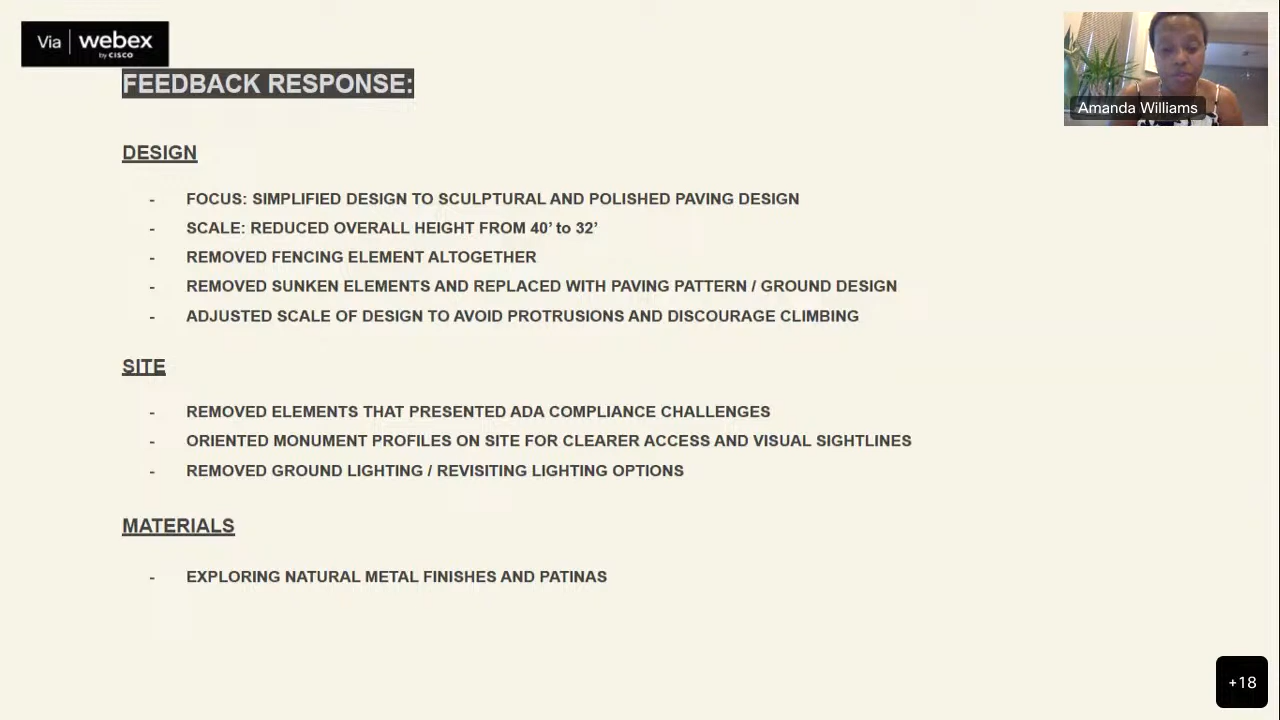 Via | webex
by CISCO
FEEDBACK RESPONSE:
Amanda Williams
DESIGN
- FOCUS: SIMPLIFIED DESIGN TO SCULPTURAL AND POLISHED PAVING DESIGN
- SCALE: REDUCED OVERALL HEIGHT FROM 40’ to 32’
- REMOVED FENCING ELEMENT ALTOGETHER
- REMOVED SUNKEN ELEMENTS AND REPLACED WITH PAVING PATTERN / GROUND DESIGN
- ADJUSTED SCALE OF DESIGN TO AVOID PROTRUSIONS AND DISCOURAGE CLIMBING
SITE
- REMOVED ELEMENTS THAT PRESENTED ADA COMPLIANCE CHALLENGES
- ORIENTED MONUMENT PROFILES ON SITE FOR CLEARER ACCESS AND VISUAL SIGHTLINES
- REMOVED GROUND LIGHTING / REVISITING LIGHTING OPTIONS
MATERIALS
- EXPLORING NATURAL METAL FINISHES AND PATINAS
+18